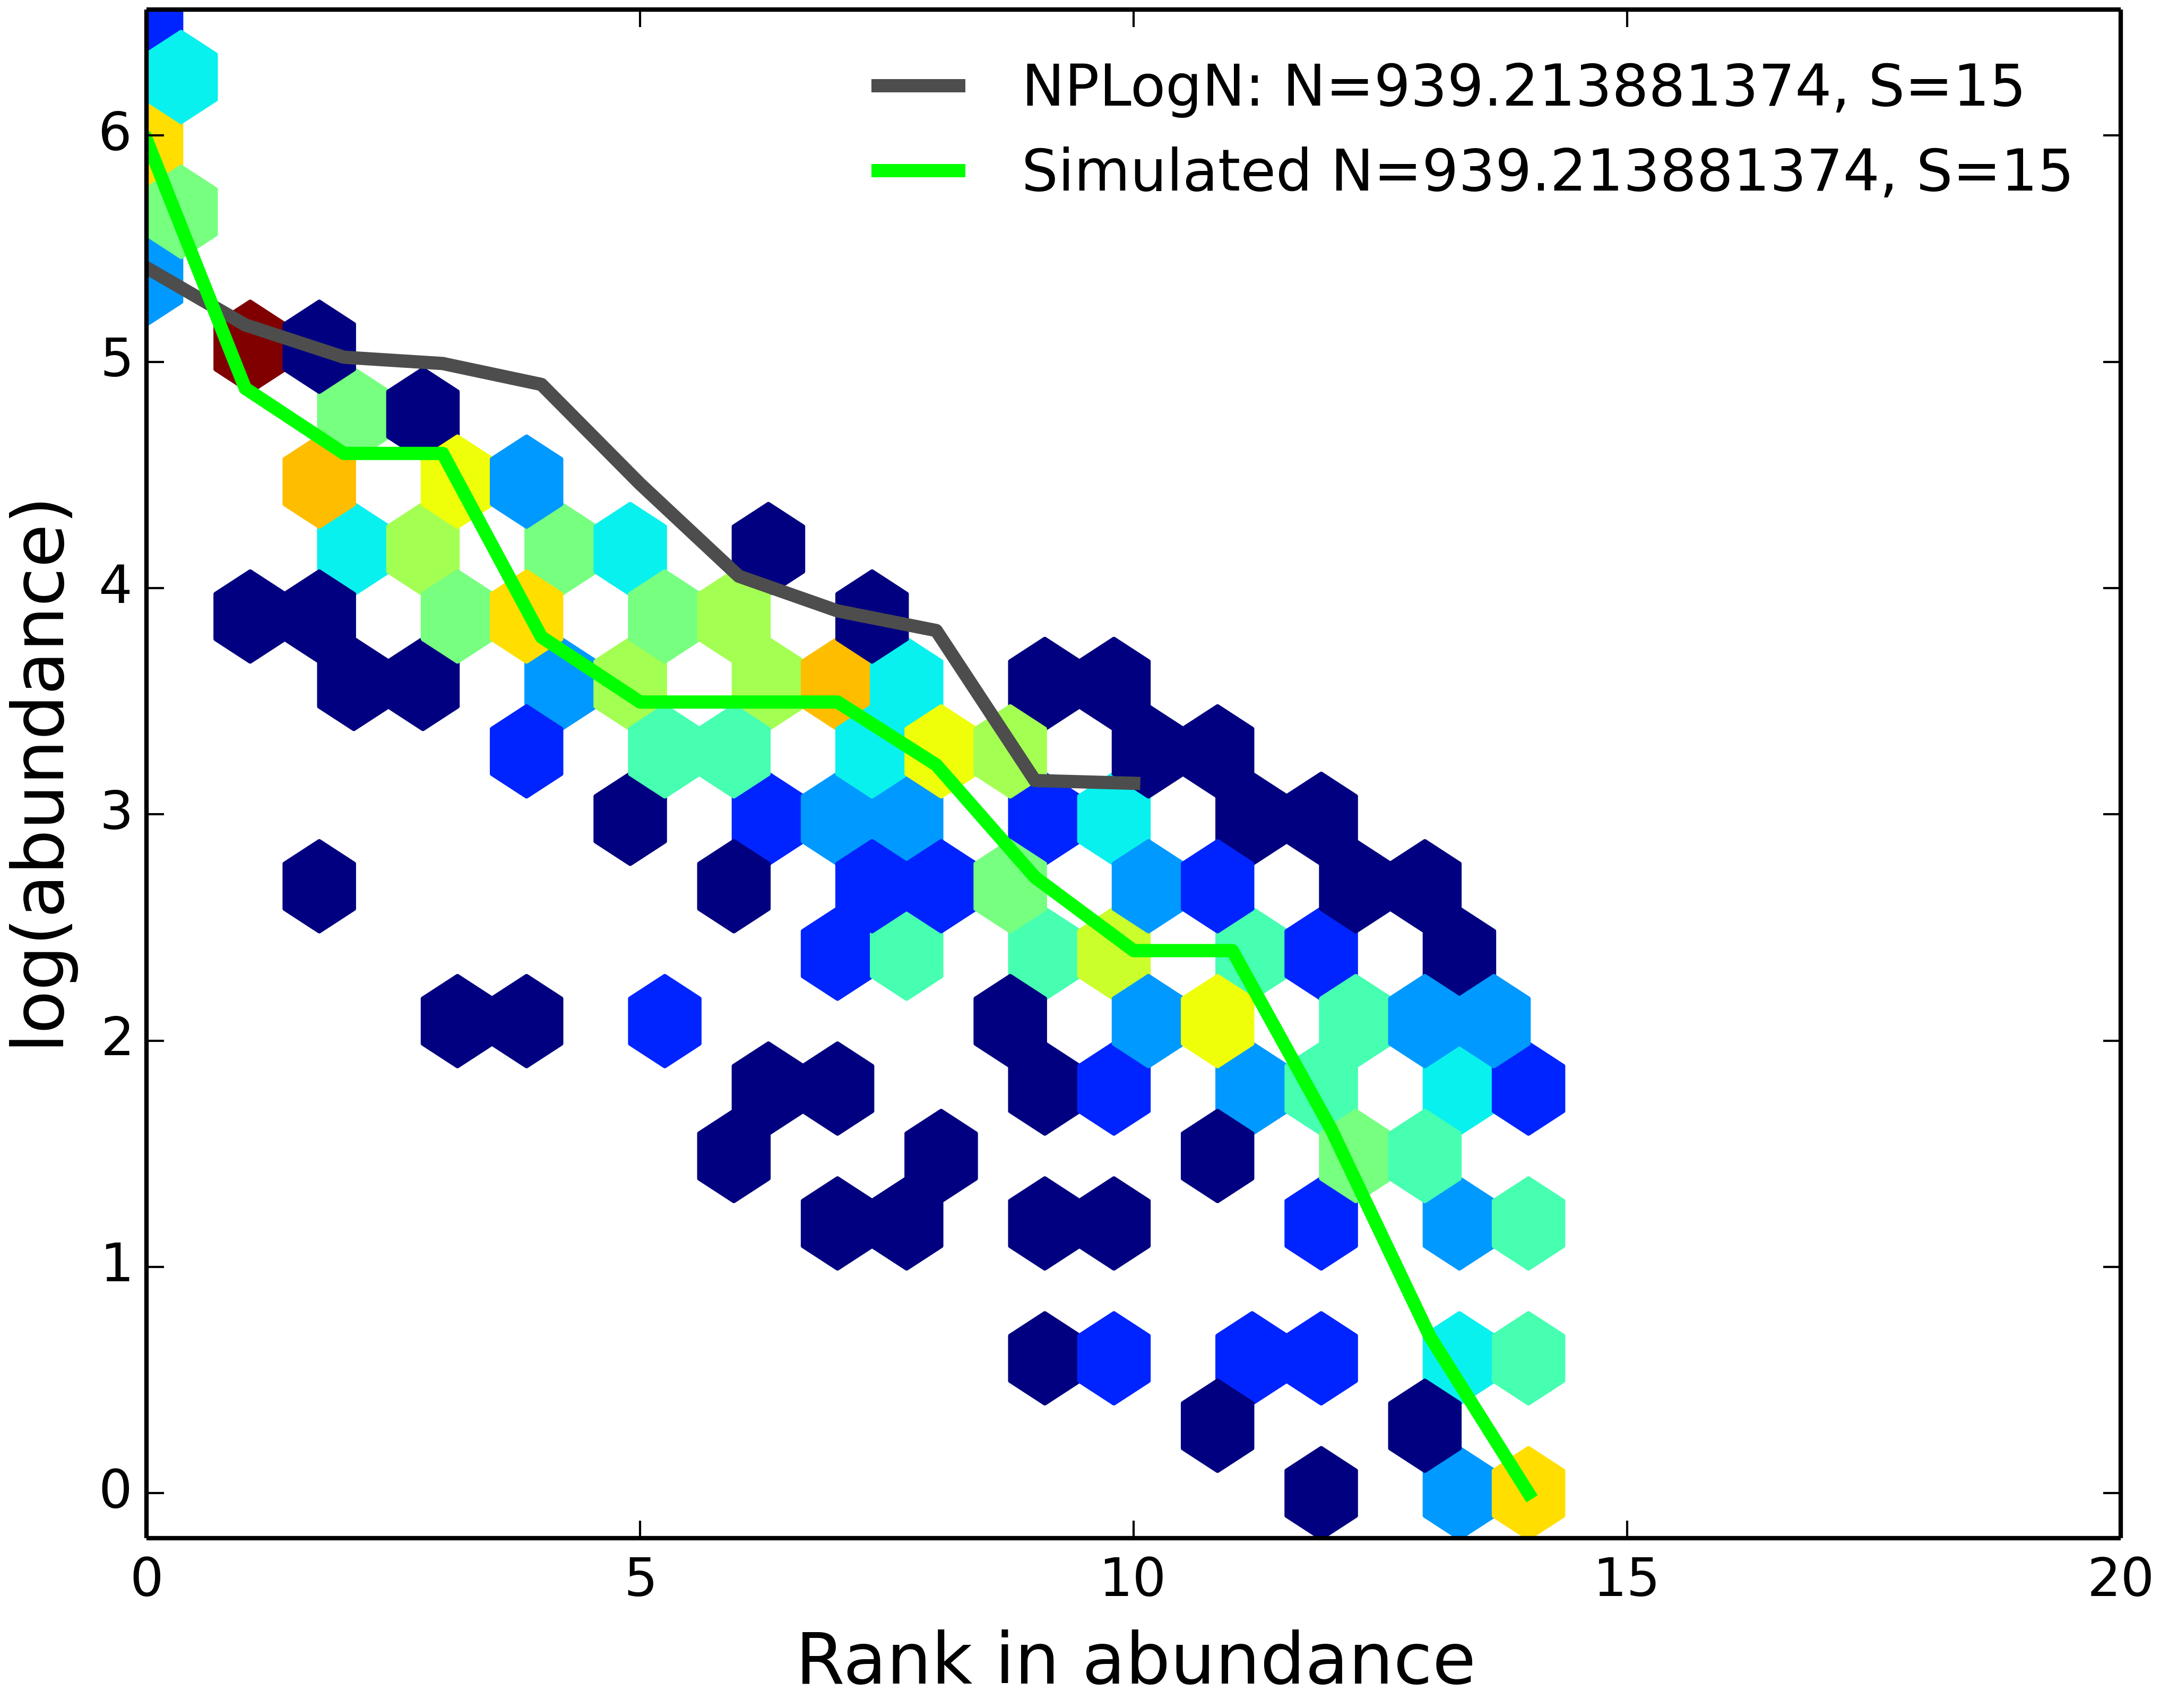 NPLogN: N=939.213881374, S=15
Simulated N=939.213881374, S=15
log(abundance)
6
5
4
3
2
1
0
0 5 10 15 20
Rank in abundance